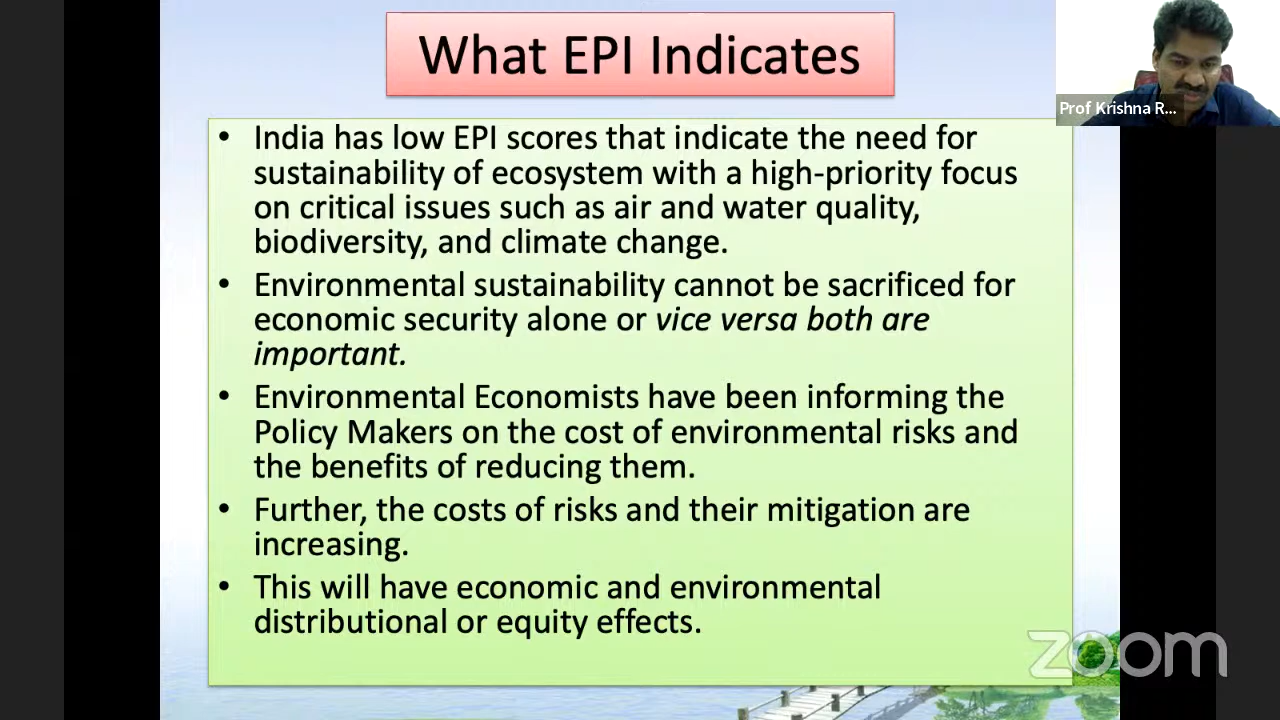 What EPI Indicates
Prof Krishna R...
• India has low EPI scores that indicate the need for
sustainability of ecosystem with a high-priority focus
on critical issues such as air and water quality,
biodiversity, and climate change.
• Environmental sustainability cannot be sacrificed for
economic security alone or vice versa both are
important.
• Environmental Economists have been informing the
Policy Makers on the cost of environmental risks and
the benefits of reducing them.
• Further, the costs of risks and their mitigation are
increasing.
• This will have economic and environmental
distributional or equity effects.
zoom